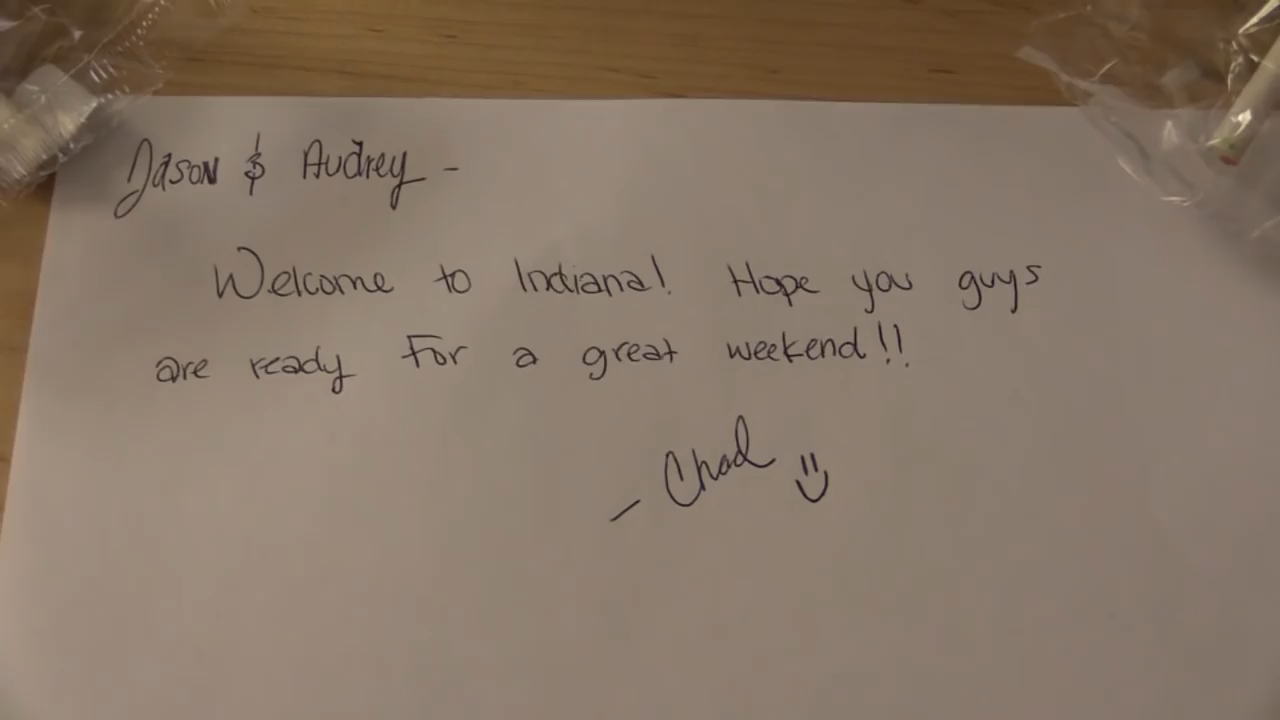 Jason & Audrey -
Welcome to Indiana! Hope you guys
are ready For a great weekend!!
- Chad